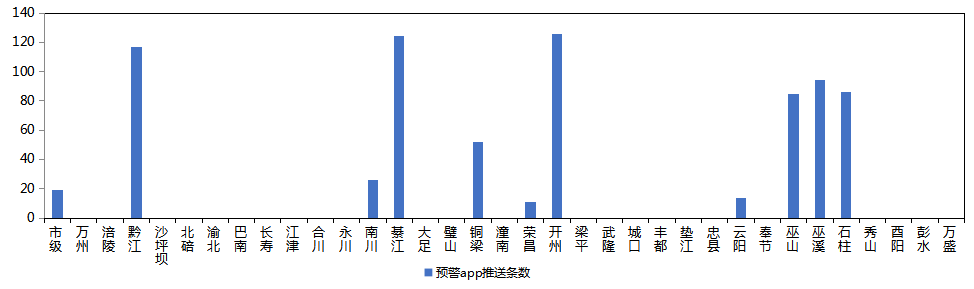 140
120
100
80
60
40
20
0
市级
万州
涪陵
黔江
沙坪坝
北碚
渝北
巴南
长寿
江津
合川
永川
南川
綦江
大足
璧山
铜梁
潼南
荣昌
开州
梁平
武隆
城口
丰都
垫江
忠县
云阳
奉节
巫山
巫溪
石柱
秀山
酉阳
彭水
万盛
预警app推送条数